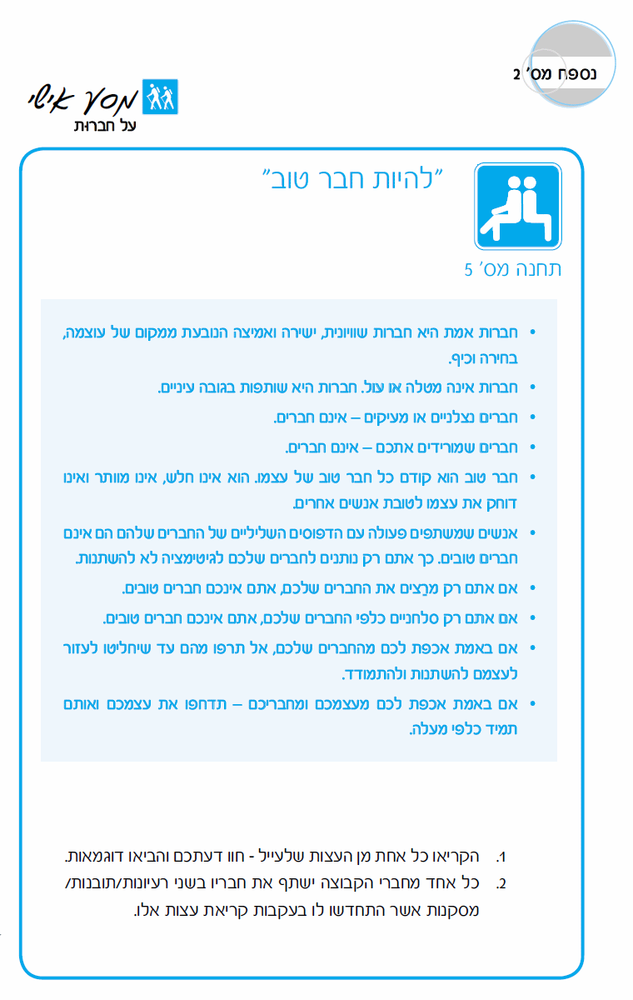 נספח מס' 2
מסע אישי
על חברוּת
"להיות חבר טוב"
תחנה מס' 5
• חברות אמת היא חברות שוויונית, ישירה ואמיצה הנובעת ממקום של עוצמה,
בחירה וכיף.
• חברות אינה מטלה או עול. חברות היא שותפות בגובה עיניים.
• חברים נצלניים או מעיקים – אינם חברים.
• חברים שמורידים אתכם – אינם חברים.
• חבר טוב הוא קודם כל חבר טוב של עצמו. הוא אינו חלש, אינו מוותר ואינו
דוחק את עצמו לטובת אנשים אחרים.
• אנשים שמשתפים פעולה עם הדפוסים השליליים של החברים שלהם הם אינם
חברים טובים. כך אתם רק נותנים לחברים שלכם לגיטימציה לא להשתנות.
• אם אתם רק מרַצים את החברים שלכם, אתם אינכם חברים טובים.
• אם אתם רק סלחניים כלפי החברים שלכם, אתם אינכם חברים טובים.
• אם באמת אכפת לכם מהחברים שלכם, אל תרפו מהם עד שיחליטו לעזור
לעצמם להשתנות ולהתמודד.
• אם באמת אכפת לכם מעצמכם ומחבריכם – תדחפו את עצמכם ואותם
תמיד כלפי מעלה.
1. הקריאו כל אחת מן העצות שלעייל - חוו דעתכם והביאו דוגמאות.
2. כל אחד מחברי הקבוצה ישתף את חבריו בשני רעיונות/תובנות/
מסקנות אשר התחדשו לו בעקבות קריאת עצות אלו.